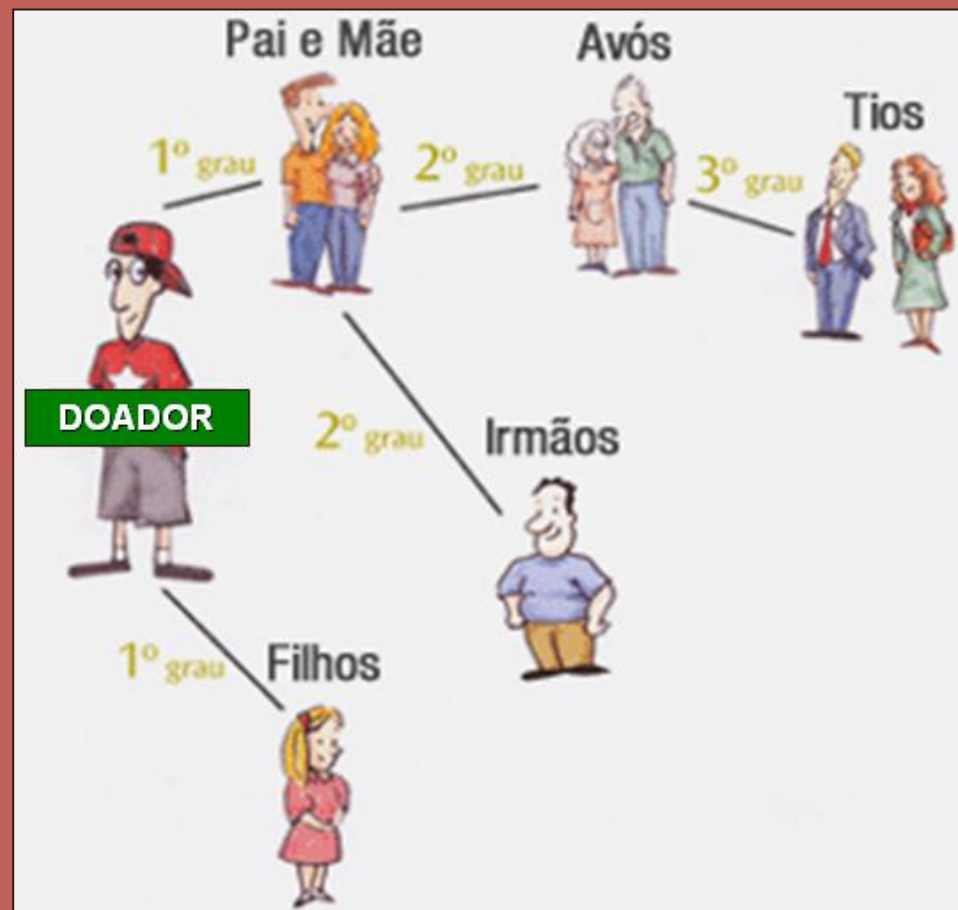 Pai e Mãe
Avós
Tios
1º grau
2º grau
3º grau
DOADOR
2º grau
Irmãos
1º grau
Filhos